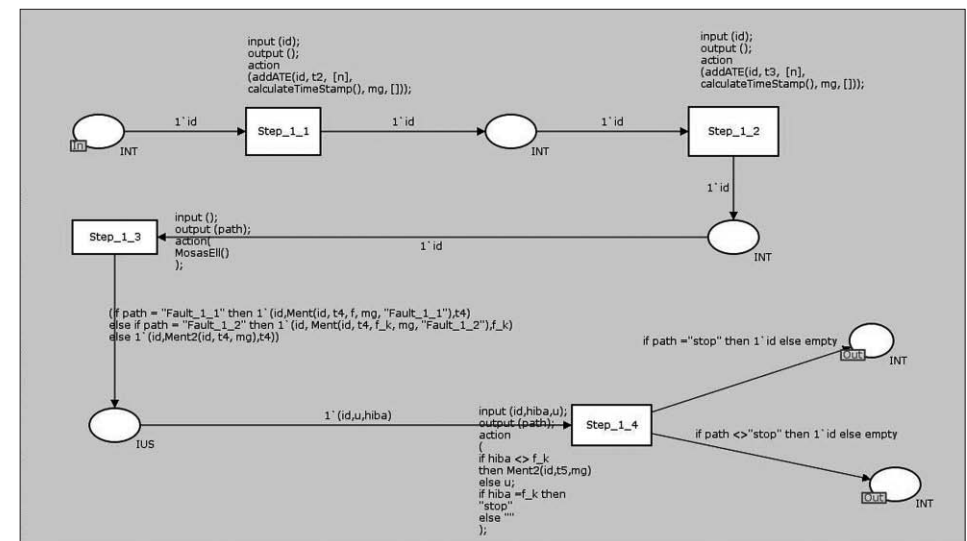 input (id);
output ();
action
(addATE(id, t2, [n],
calculateTimeStamp(), mg, []));
input (id);
output ();
action
(addATE(id, t3, [n],
calculateTimeStamp(), mg, []));
In
INT
1`id
Step_1_1
1`id
INT
1`id
Step_1_2
1`id
INT
1`id
Step_1_3
input ();
output (path);
action(
MosasEll()
);
(if path = "Fault_1_1" then 1`(id,Ment(id, t4, f, mg, "Fault_1_1"),t4)
else if path = "Fault_1_2" then 1`(id, Ment(id, t4, f_k, mg, "Fault_1_2"),f_k)
else 1`(id,Ment2(id, t4, mg),t4))
IUS
1`(id,u,hiba)
input (id,hiba,u);
output (path);
action
(
if hiba <> f_k
then Ment2(id,t5,mg)
else u;
if hiba =f_k then
"stop"
else ""
);
Step_1_4
if path ="stop" then 1`id else empty
Out
INT
if path <>"stop" then 1`id else empty
Out
INT